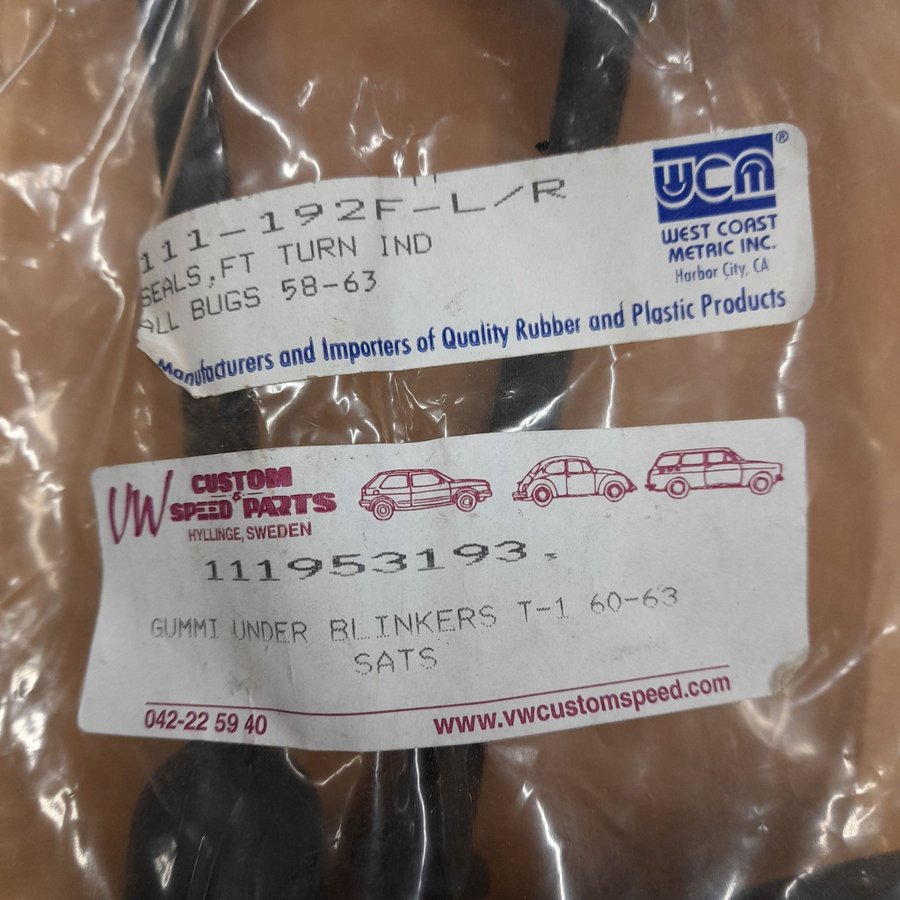 111-192F-L/R
SEALS, FT TURN IND
ALL BUGS 58-63
WCM®
WEST COAST
METRIC INC.
Harbor City, CA
Manufacturers and Importers of Quality Rubber and Plastic Products
VW CUSTOM
& SPEED PARTS
HYLLINGE, SWEDEN
111953193.
GUMMI UNDER BLINKERS T-1 60-63
SATS
042-22 59 40
www.vwcustomspeed.com